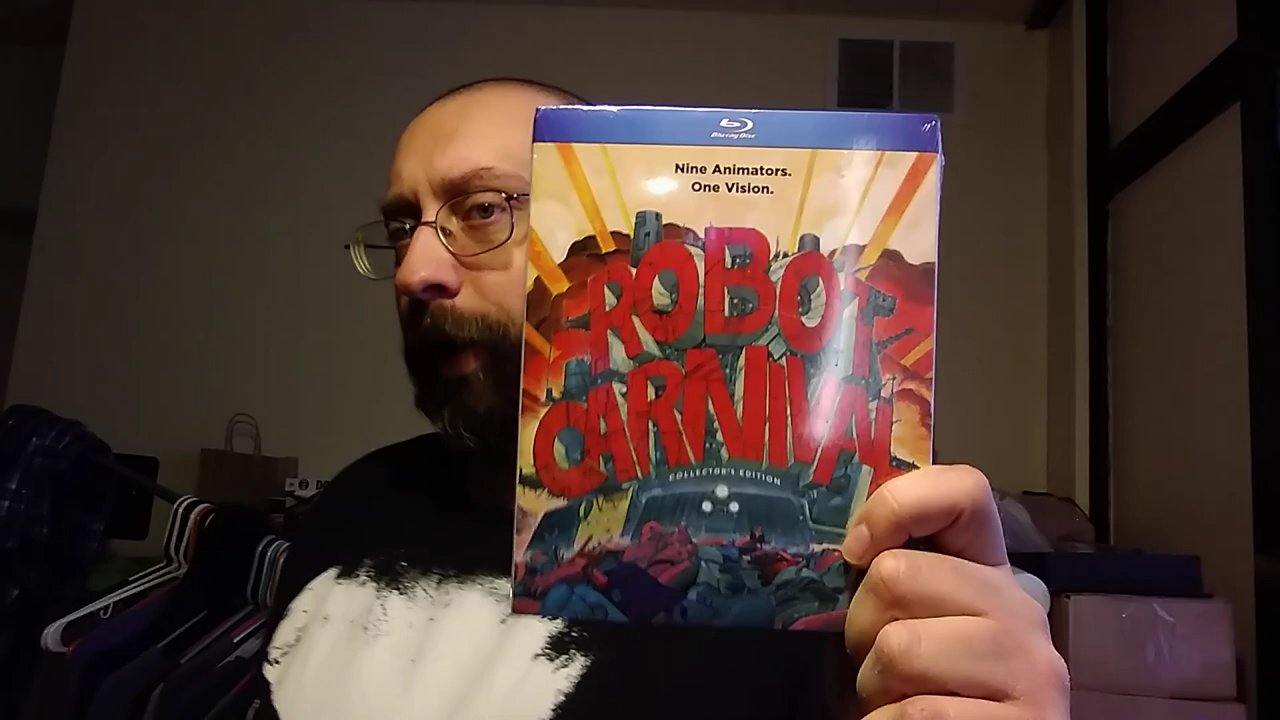 Blu-ray Disc
Nine Animators.
One Vision.
ROBOT
CARNIVAL
COLLECTOR'S EDITION